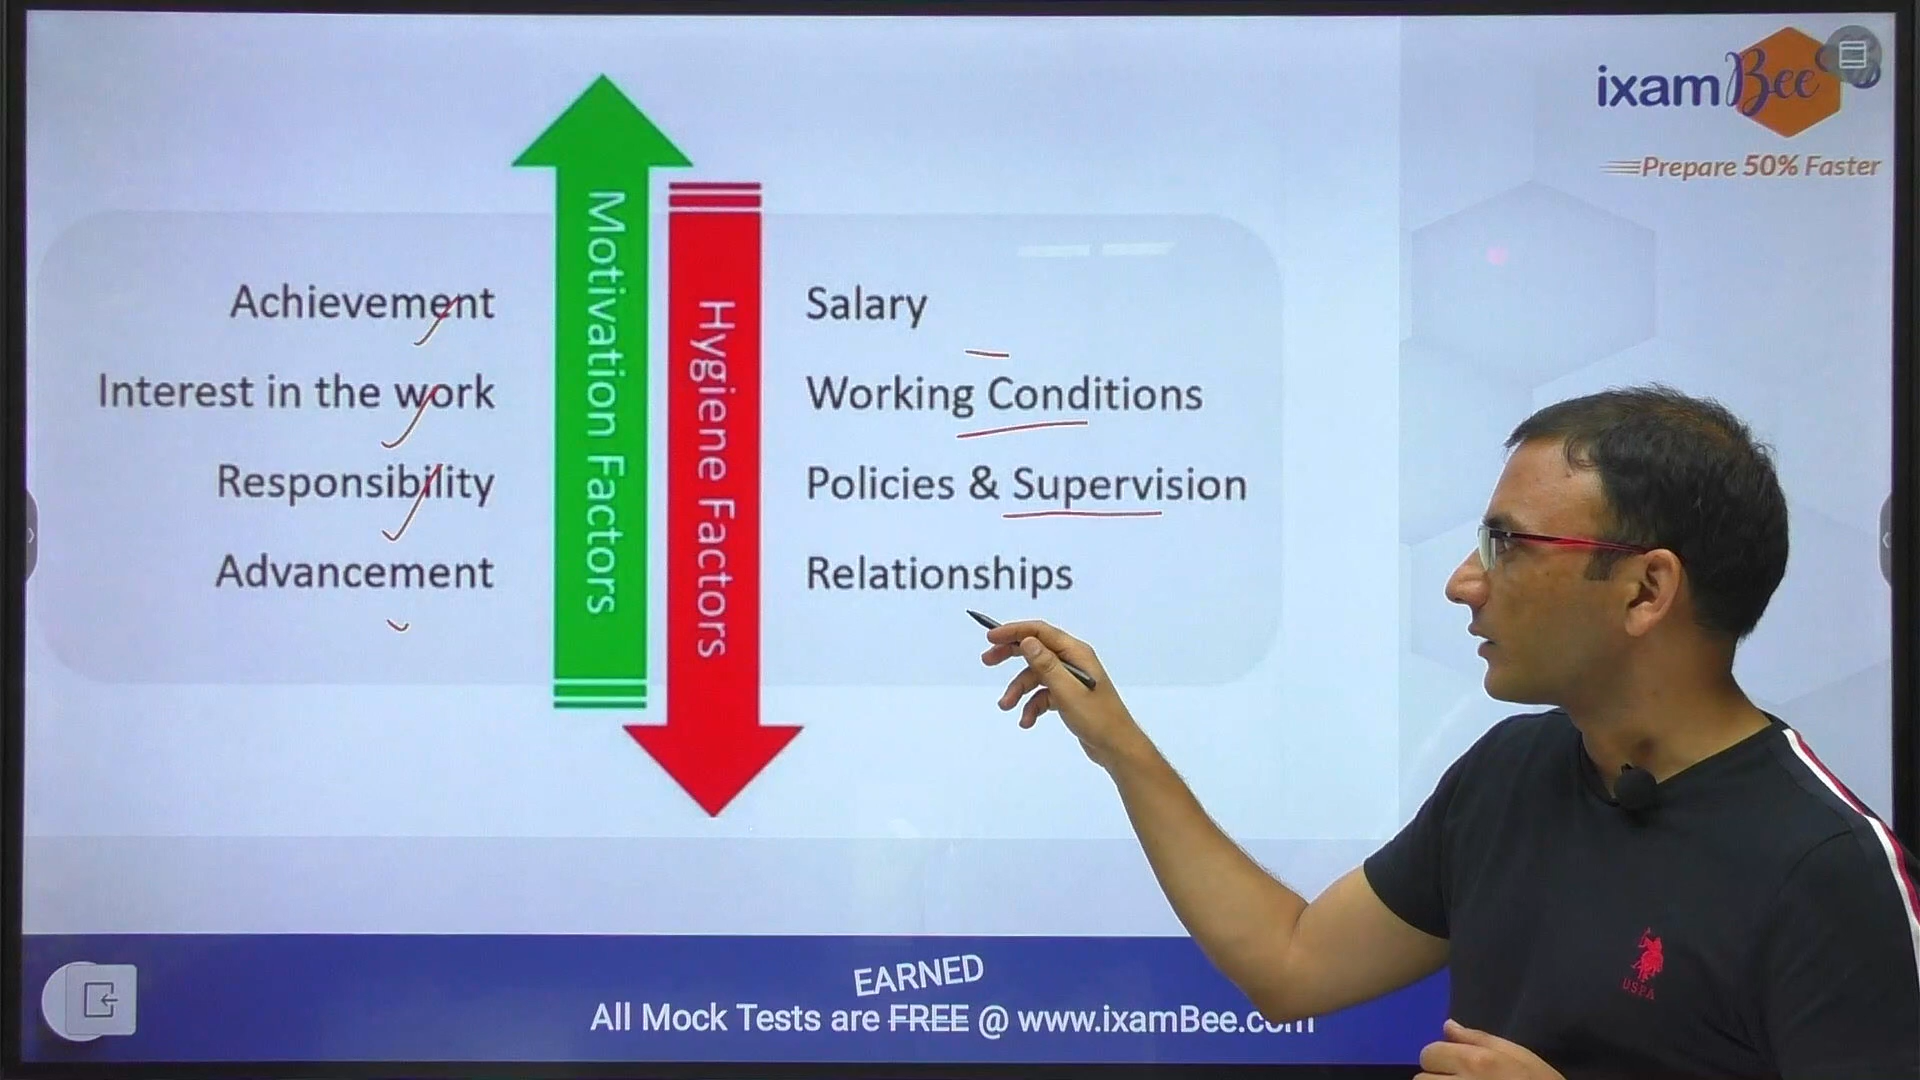 ixamBee
Prepare 50% Faster
Motivation Factors
Hygiene Factors
Achievement
Interest in the work
Responsibility
Advancement
Salary
Working Conditions
Policies & Supervision
Relationships
EARNED
All Mock Tests are FREE @ www.ixamBee.com
USPA